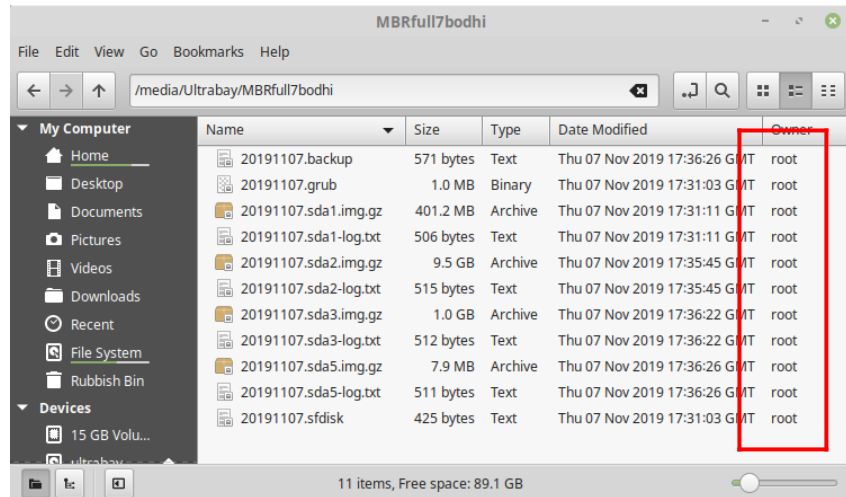 MBRfull7bodhi
File Edit View Go Bookmarks Help
/media/Ultrabay/MBRfull7bodhi
My Computer
Home
Desktop
Documents
Pictures
Videos
Downloads
Recent
File System
Rubbish Bin
Devices
15 GB Volu...
ultrabay
Name Size Type Date Modified Owner
20191107.backup 571 bytes Text Thu 07 Nov 2019 17:36:26 GMT root
20191107.grub 1.0 MB Binary Thu 07 Nov 2019 17:31:03 GMT root
20191107.sda1.img.gz 401.2 MB Archive Thu 07 Nov 2019 17:31:11 GMT root
20191107.sda1-log.txt 506 bytes Text Thu 07 Nov 2019 17:31:11 GMT root
20191107.sda2.img.gz 9.5 GB Archive Thu 07 Nov 2019 17:35:45 GMT root
20191107.sda2-log.txt 515 bytes Text Thu 07 Nov 2019 17:35:45 GMT root
20191107.sda3.img.gz 1.0 GB Archive Thu 07 Nov 2019 17:36:22 GMT root
20191107.sda3-log.txt 512 bytes Text Thu 07 Nov 2019 17:36:22 GMT root
20191107.sda5.img.gz 7.9 MB Archive Thu 07 Nov 2019 17:36:26 GMT root
20191107.sda5-log.txt 511 bytes Text Thu 07 Nov 2019 17:36:26 GMT root
20191107.sfdisk 425 bytes Text Thu 07 Nov 2019 17:31:03 GMT root
11 items, Free space: 89.1 GB